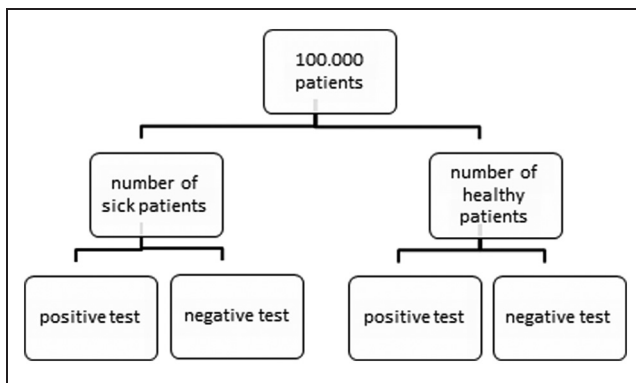 100.000
patients
number of
sick patients
number of
healthy
patients
positive test
negative test
positive test
negative test